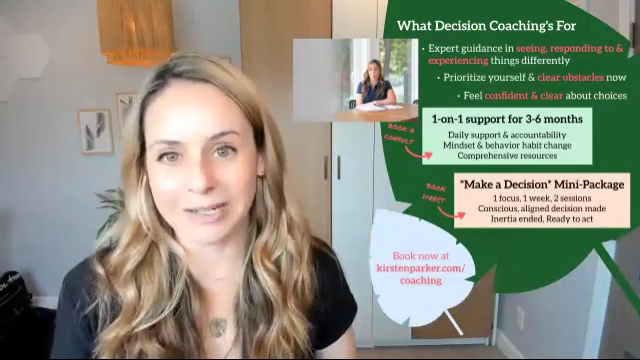 What Decision Coaching's For
• Expert guidance in seeing, responding to &
experiencing things differently
• Prioritize yourself & clear obstacles now
• Feel confident & clear about choices
1-on-1 support for 3-6 months
Daily support & accountability
Mindset & behavior habit change
Comprehensive resources
BOOK A
CONSULT
"Make a Decision" Mini-Package
1 focus, 1 week, 2 sessions
Conscious, aligned decision made
Inertia ended, Ready to act
BOOK
DIRECT
Book now at
kirstenparker.com/
coaching